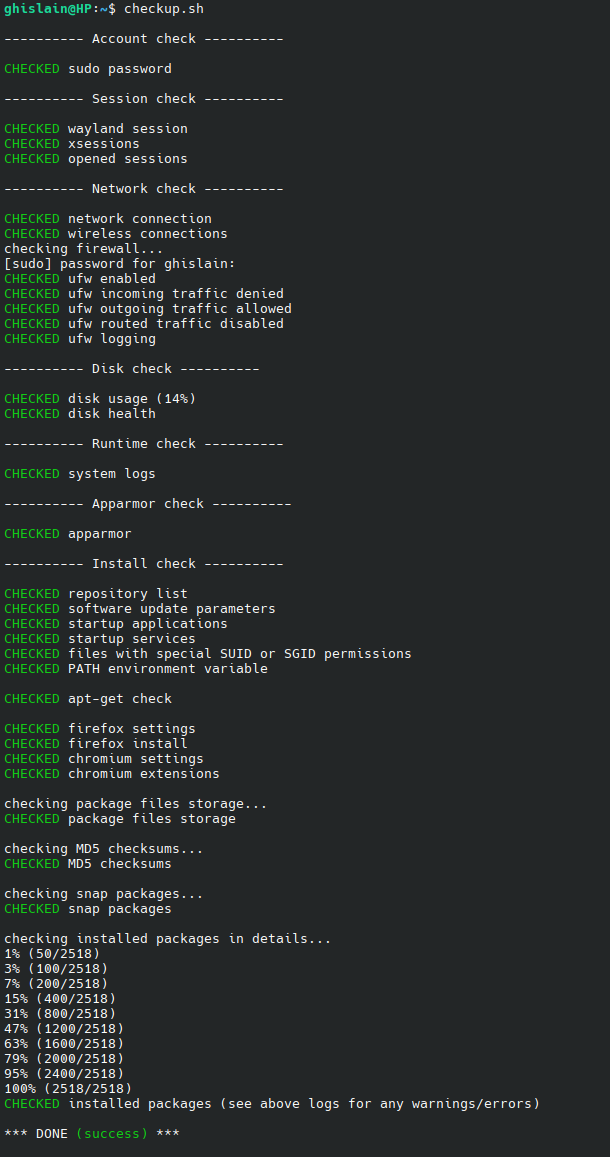 ghislain@HP:~$ checkup.sh
---------- Account check ----------
CHECKED sudo password
---------- Session check ----------
CHECKED wayland session
CHECKED xsessions
CHECKED opened sessions
---------- Network check ----------
CHECKED network connection
CHECKED wireless connections
checking firewall...
[sudo] password for ghislain:
CHECKED ufw enabled
CHECKED ufw incoming traffic denied
CHECKED ufw outgoing traffic allowed
CHECKED ufw routed traffic disabled
CHECKED ufw logging
---------- Disk check ----------
CHECKED disk usage (14%)
CHECKED disk health
---------- Runtime check ----------
CHECKED system logs
---------- Apparmor check ----------
CHECKED apparmor
---------- Install check ----------
CHECKED repository list
CHECKED software update parameters
CHECKED startup applications
CHECKED startup services
CHECKED files with special SUID or SGID permissions
CHECKED PATH environment variable
CHECKED apt-get check
CHECKED firefox settings
CHECKED firefox install
CHECKED chromium settings
CHECKED chromium extensions
checking package files storage...
CHECKED package files storage
checking MD5 checksums...
CHECKED MD5 checksums
checking snap packages...
CHECKED snap packages
checking installed packages in details...
1% (50/2518)
3% (100/2518)
7% (200/2518)
15% (400/2518)
31% (800/2518)
47% (1200/2518)
63% (1600/2518)
79% (2000/2518)
95% (2400/2518)
100% (2518/2518)
CHECKED installed packages (see above logs for any warnings/errors)
*** DONE (success) ***